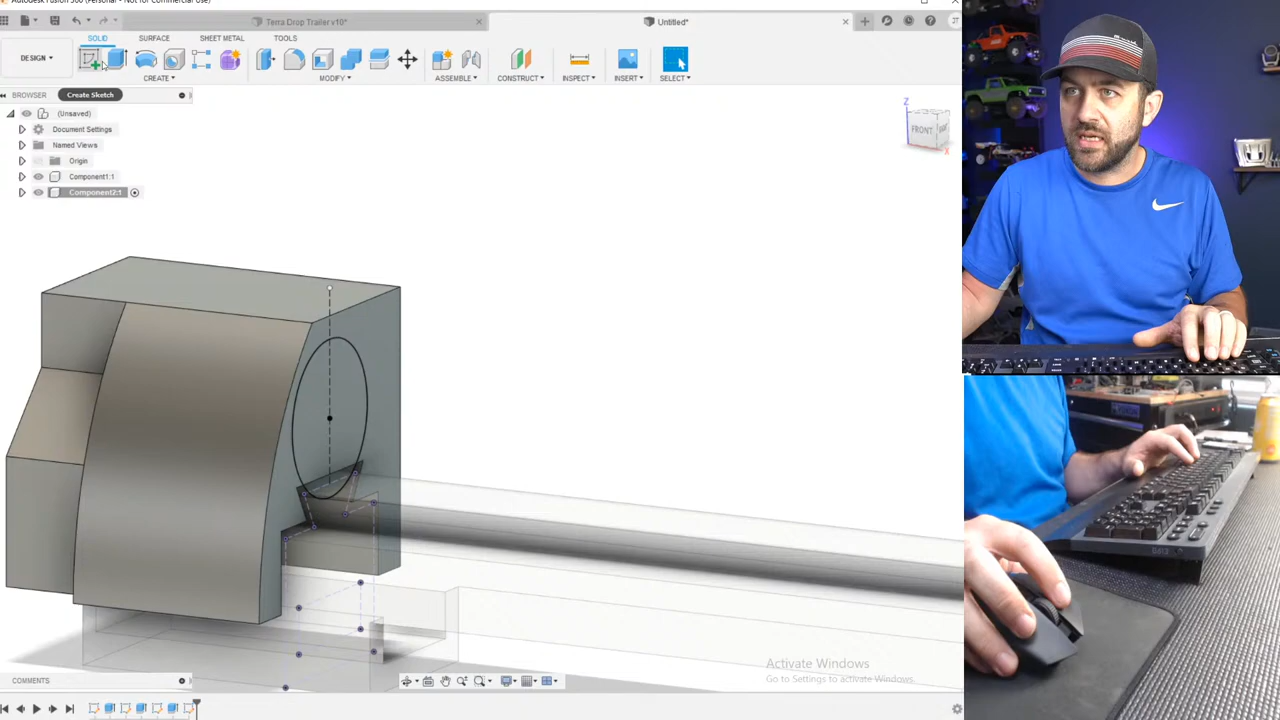 Autodesk Fusion 360 (Personal - Not for Commercial Use)
Terra Drop Trailer v18*
Untitled*
SOLID SURFACE SHEET METAL TOOLS
DESIGN
CREATE MODIFY ASSEMBLE CONSTRUCT INSPECT INSERT SELECT
BROWSER
Create Sketch
(Unsaved)
Document Settings
Named Views
Origin
Component1:1
Component2:1
Z
FRONT
X
JT
Activate Windows
Go to Settings to activate Windows.
COMMENTS